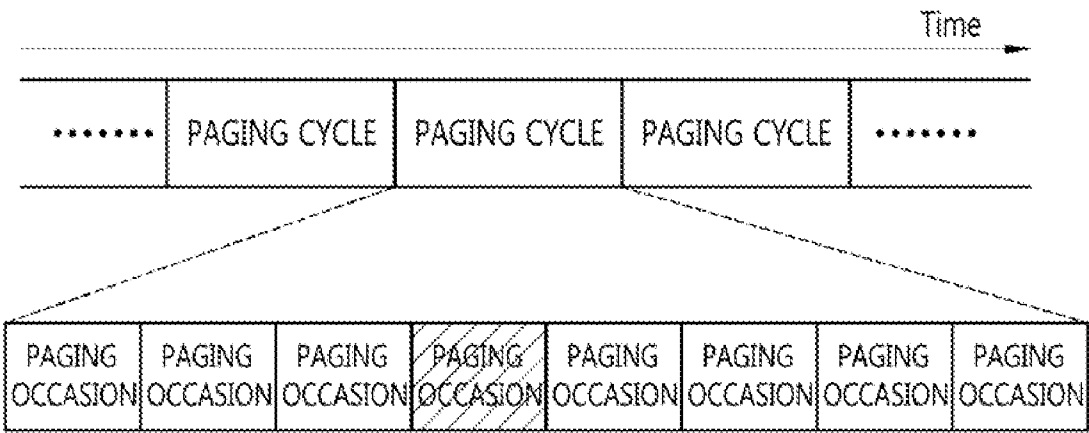 Time
PAGING CYCLE PAGING CYCLE PAGING CYCLE
PAGING PAGING PAGING PAGING PAGING PAGING PAGING PAGING
OCCASION OCCASION OCCASION OCCASION OCCASION OCCASION OCCASION OCCASION